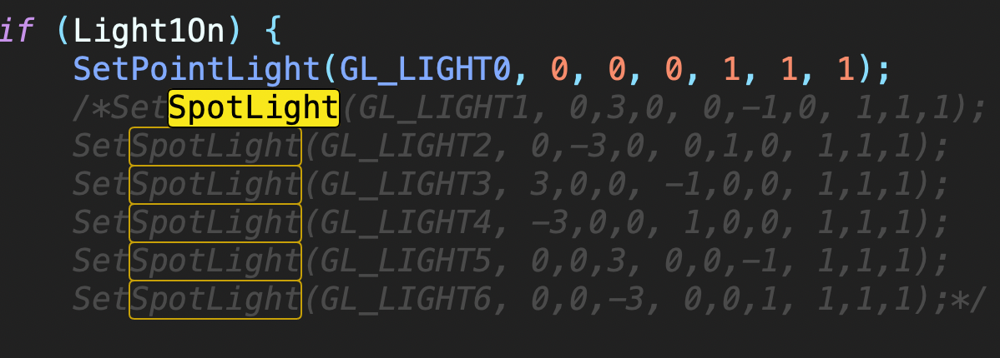 if (Light1On) {
SetPointLight(GL_LIGHT0, 0, 0, 0, 1, 1, 1);
/*SetSpotLight(GL_LIGHT1, 0,3,0, 0,-1,0, 1,1,1);
SetSpotLight(GL_LIGHT2, 0,-3,0, 0,1,0, 1,1,1);
SetSpotLight(GL_LIGHT3, 3,0,0, -1,0,0, 1,1,1);
SetSpotLight(GL_LIGHT4, -3,0,0, 1,0,0, 1,1,1);
SetSpotLight(GL_LIGHT5, 0,0,3, 0,0,-1, 1,1,1);
SetSpotLight(GL_LIGHT6, 0,0,-3, 0,0,1, 1,1,1);*/